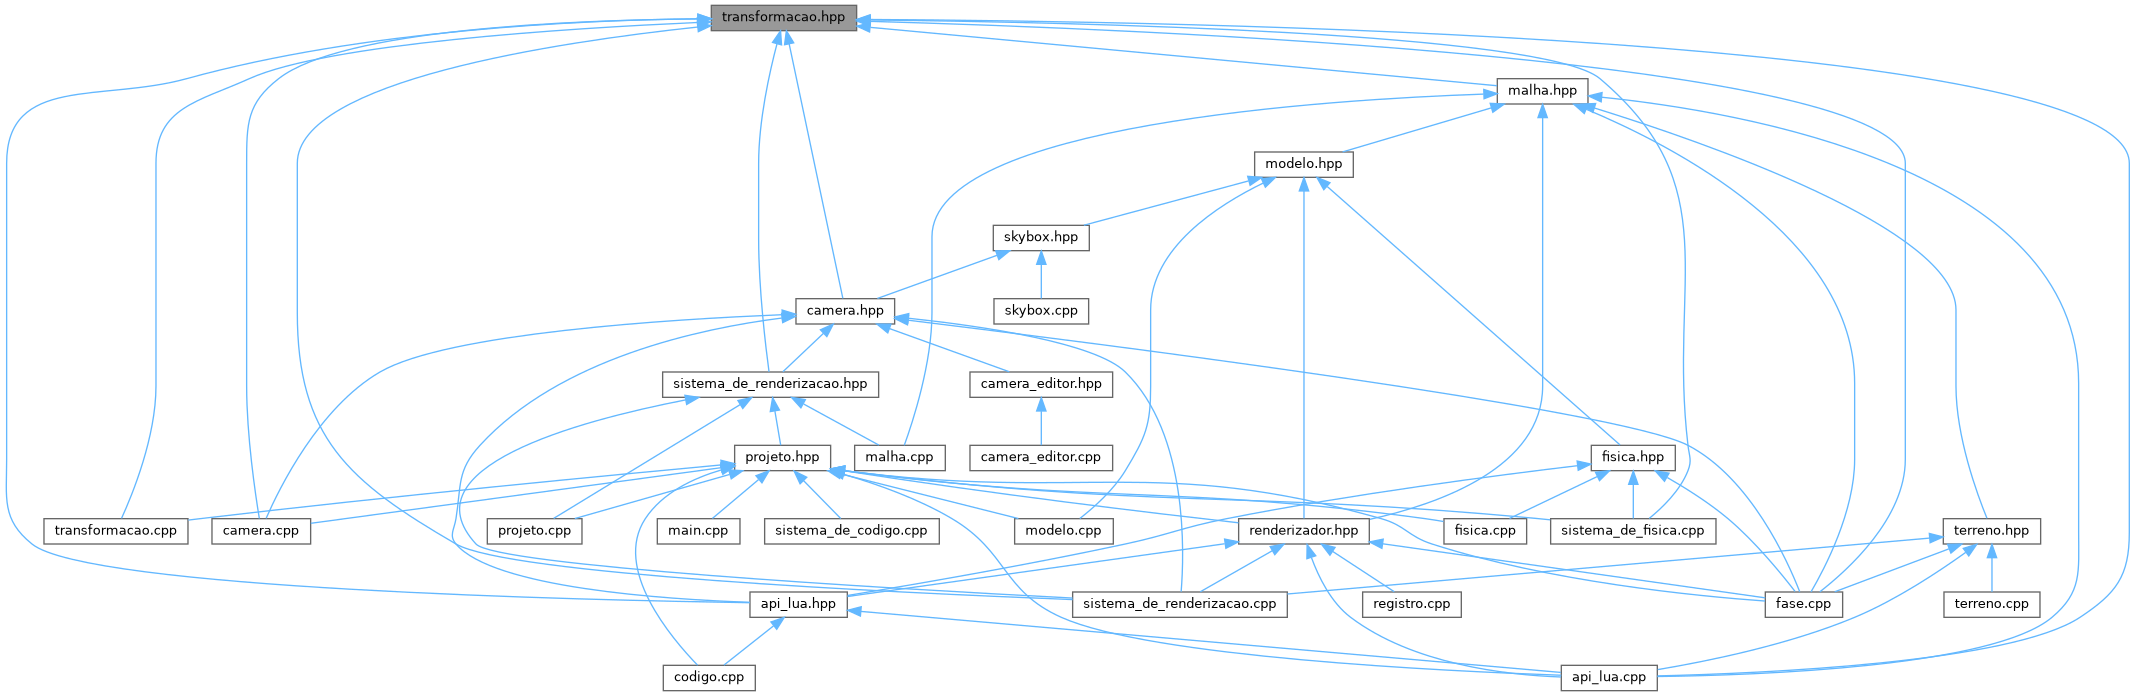 transformacao.hpp
malha.hpp
modelo.hpp
skybox.hpp
camera.hpp
skybox.cpp
sistema_de_renderizacao.hpp
camera_editor.hpp
projeto.hpp
malha.cpp
camera_editor.cpp
fisica.hpp
transformacao.cpp
camera.cpp
projeto.cpp
main.cpp
sistema_de_codigo.cpp
modelo.cpp
renderizador.hpp
fisica.cpp
sistema_de_fisica.cpp
terreno.hpp
api_lua.hpp
sistema_de_renderizacao.cpp
registro.cpp
fase.cpp
terreno.cpp
codigo.cpp
api_lua.cpp